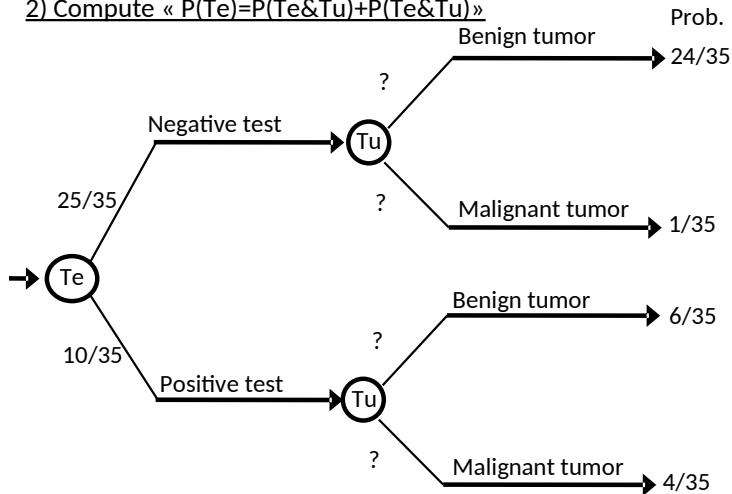 2) Compute « P(Te)=P(Te&Tu)+P(Te&Tu)»
Prob.
Benign tumor
24/35
?
Negative test
Tu
25/35
?
Malignant tumor
1/35
Te
Benign tumor
6/35
10/35
?
Positive test
Tu
?
Malignant tumor
4/35